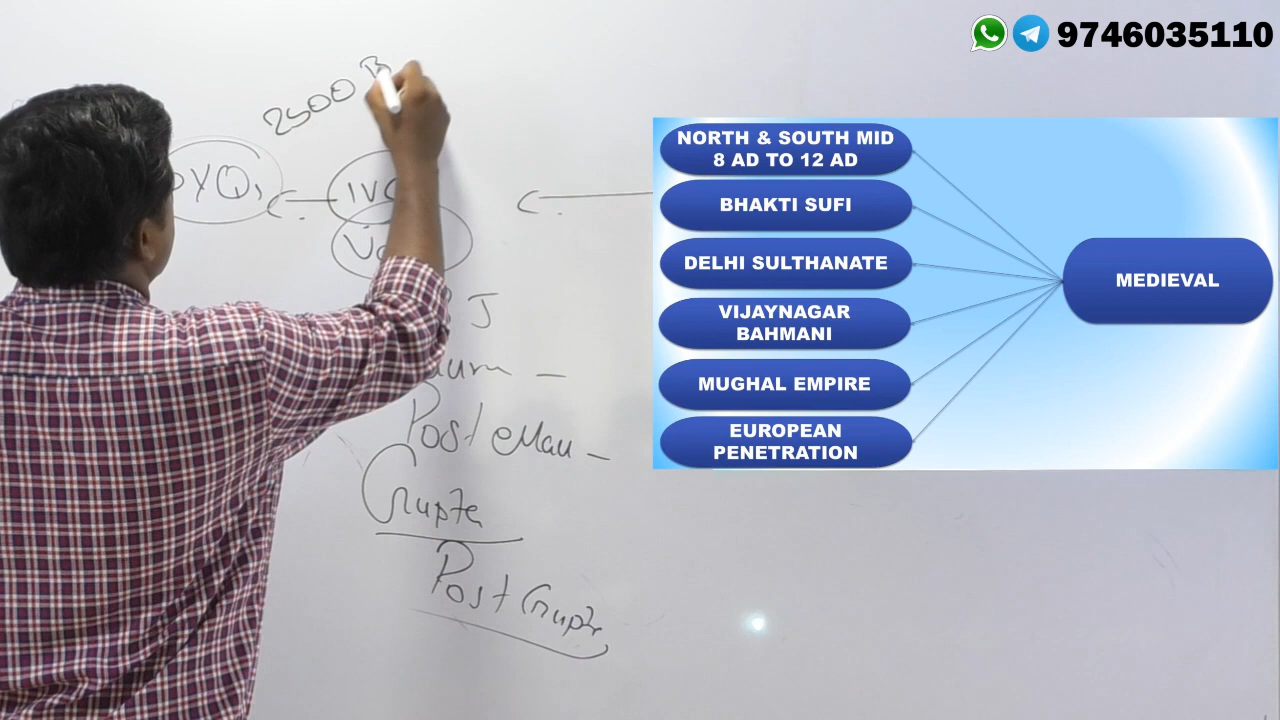 9746035110
2500 B
PYQ,
IVC
J
Post Mau -
Gupta
Post Gupta
NORTH & SOUTH MID
8 AD TO 12 AD
BHAKTI SUFI
DELHI SULTHANATE
VIJAYNAGAR
BAHMANI
MUGHAL EMPIRE
EUROPEAN
PENETRATION
MEDIEVAL